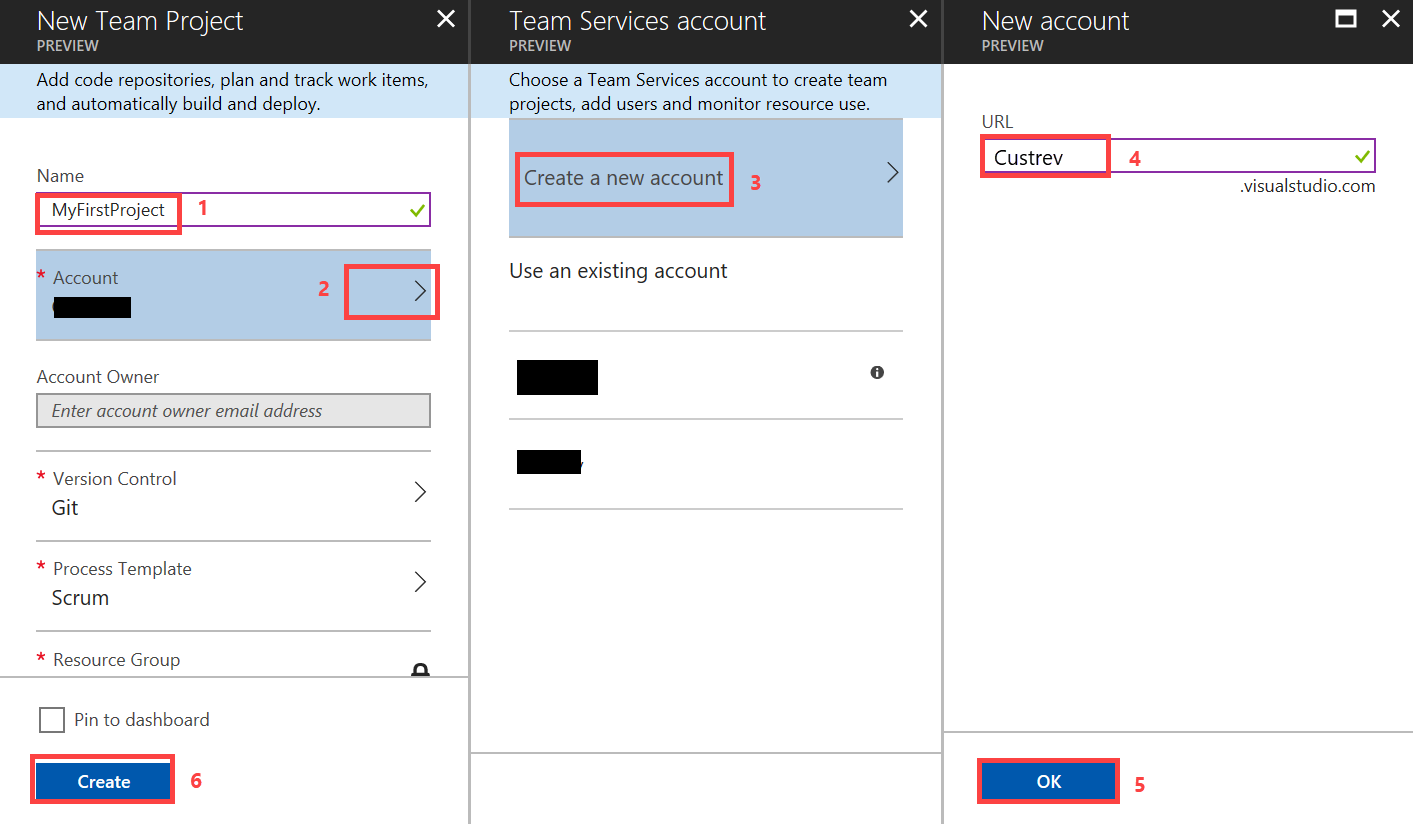 New Team Project
PREVIEW
Add code repositories, plan and track work items,
and automatically build and deploy.
Name
MyFirstProject
1
* Account
2
Account Owner
Enter account owner email address
* Version Control
Git
* Process Template
Scrum
* Resource Group
Pin to dashboard
Create
6
Team Services account
PREVIEW
Choose a Team Services account to create team
projects, add users and monitor resource use.
Create a new account
3
Use an existing account
New account
PREVIEW
URL
Custrev
4
.visualstudio.com
OK
5